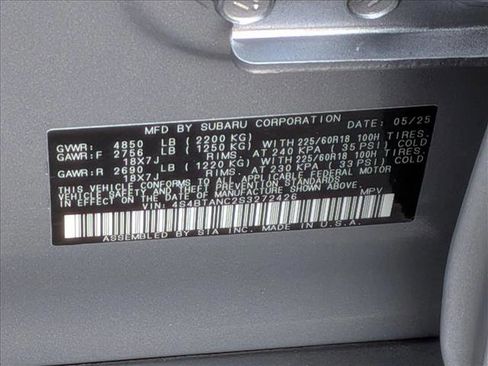 MFD BY SUBARU CORPORATION DATE: 05/25
GVWR: 4850 LB (2200 KG)
GAWR:F 2756 LB (1250 KG) WITH 225/60R18 100H TIRES.
18X7J RIMS. AT 240 KPA (35 PSI) COLD
GAWR:R 2690 LB (1220 KG) WITH 225/60R18 100H TIRES.
18X7J RIMS. AT 230 KPA (33 PSI) COLD
THIS VEHICLE CONFORMS TO ALL APPLICABLE FEDERAL MOTOR
VEHICLE SAFETY AND THEFT PREVENTION STANDARDS
IN EFFECT ON THE DATE OF MANUFACTURE SHOWN ABOVE.
VIN: 4S4BTANC2S3272426 MPV
ASSEMBLED BY SIA INC. MADE IN U.S.A.